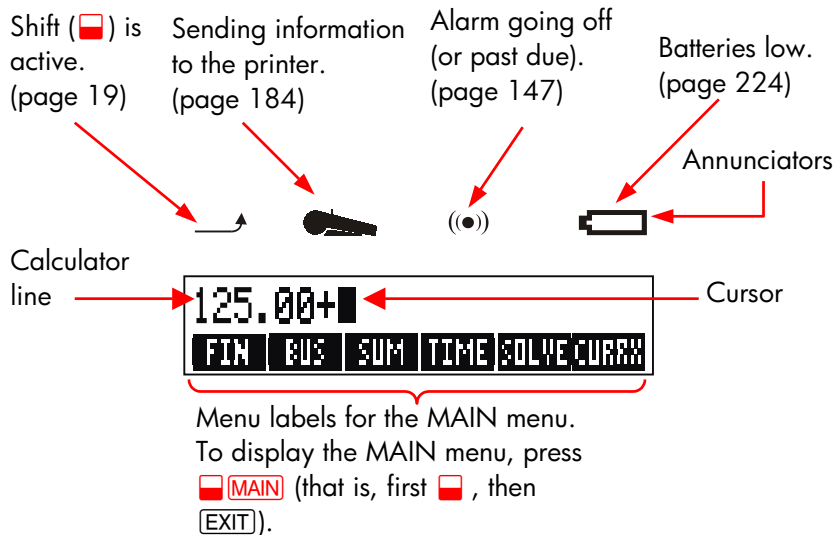 Shift ( ) is
active.
(page 19)
Sending information
to the printer.
(page 184)
Alarm going off
(or past due).
(page 147)
Batteries low.
(page 224)
Annunciators
Calculator
line
125.00+
Cursor
FIN BUS SUM TIME SOLVE CURRX
Menu labels for the MAIN menu.
To display the MAIN menu, press
MAIN (that is, first , then
EXIT).